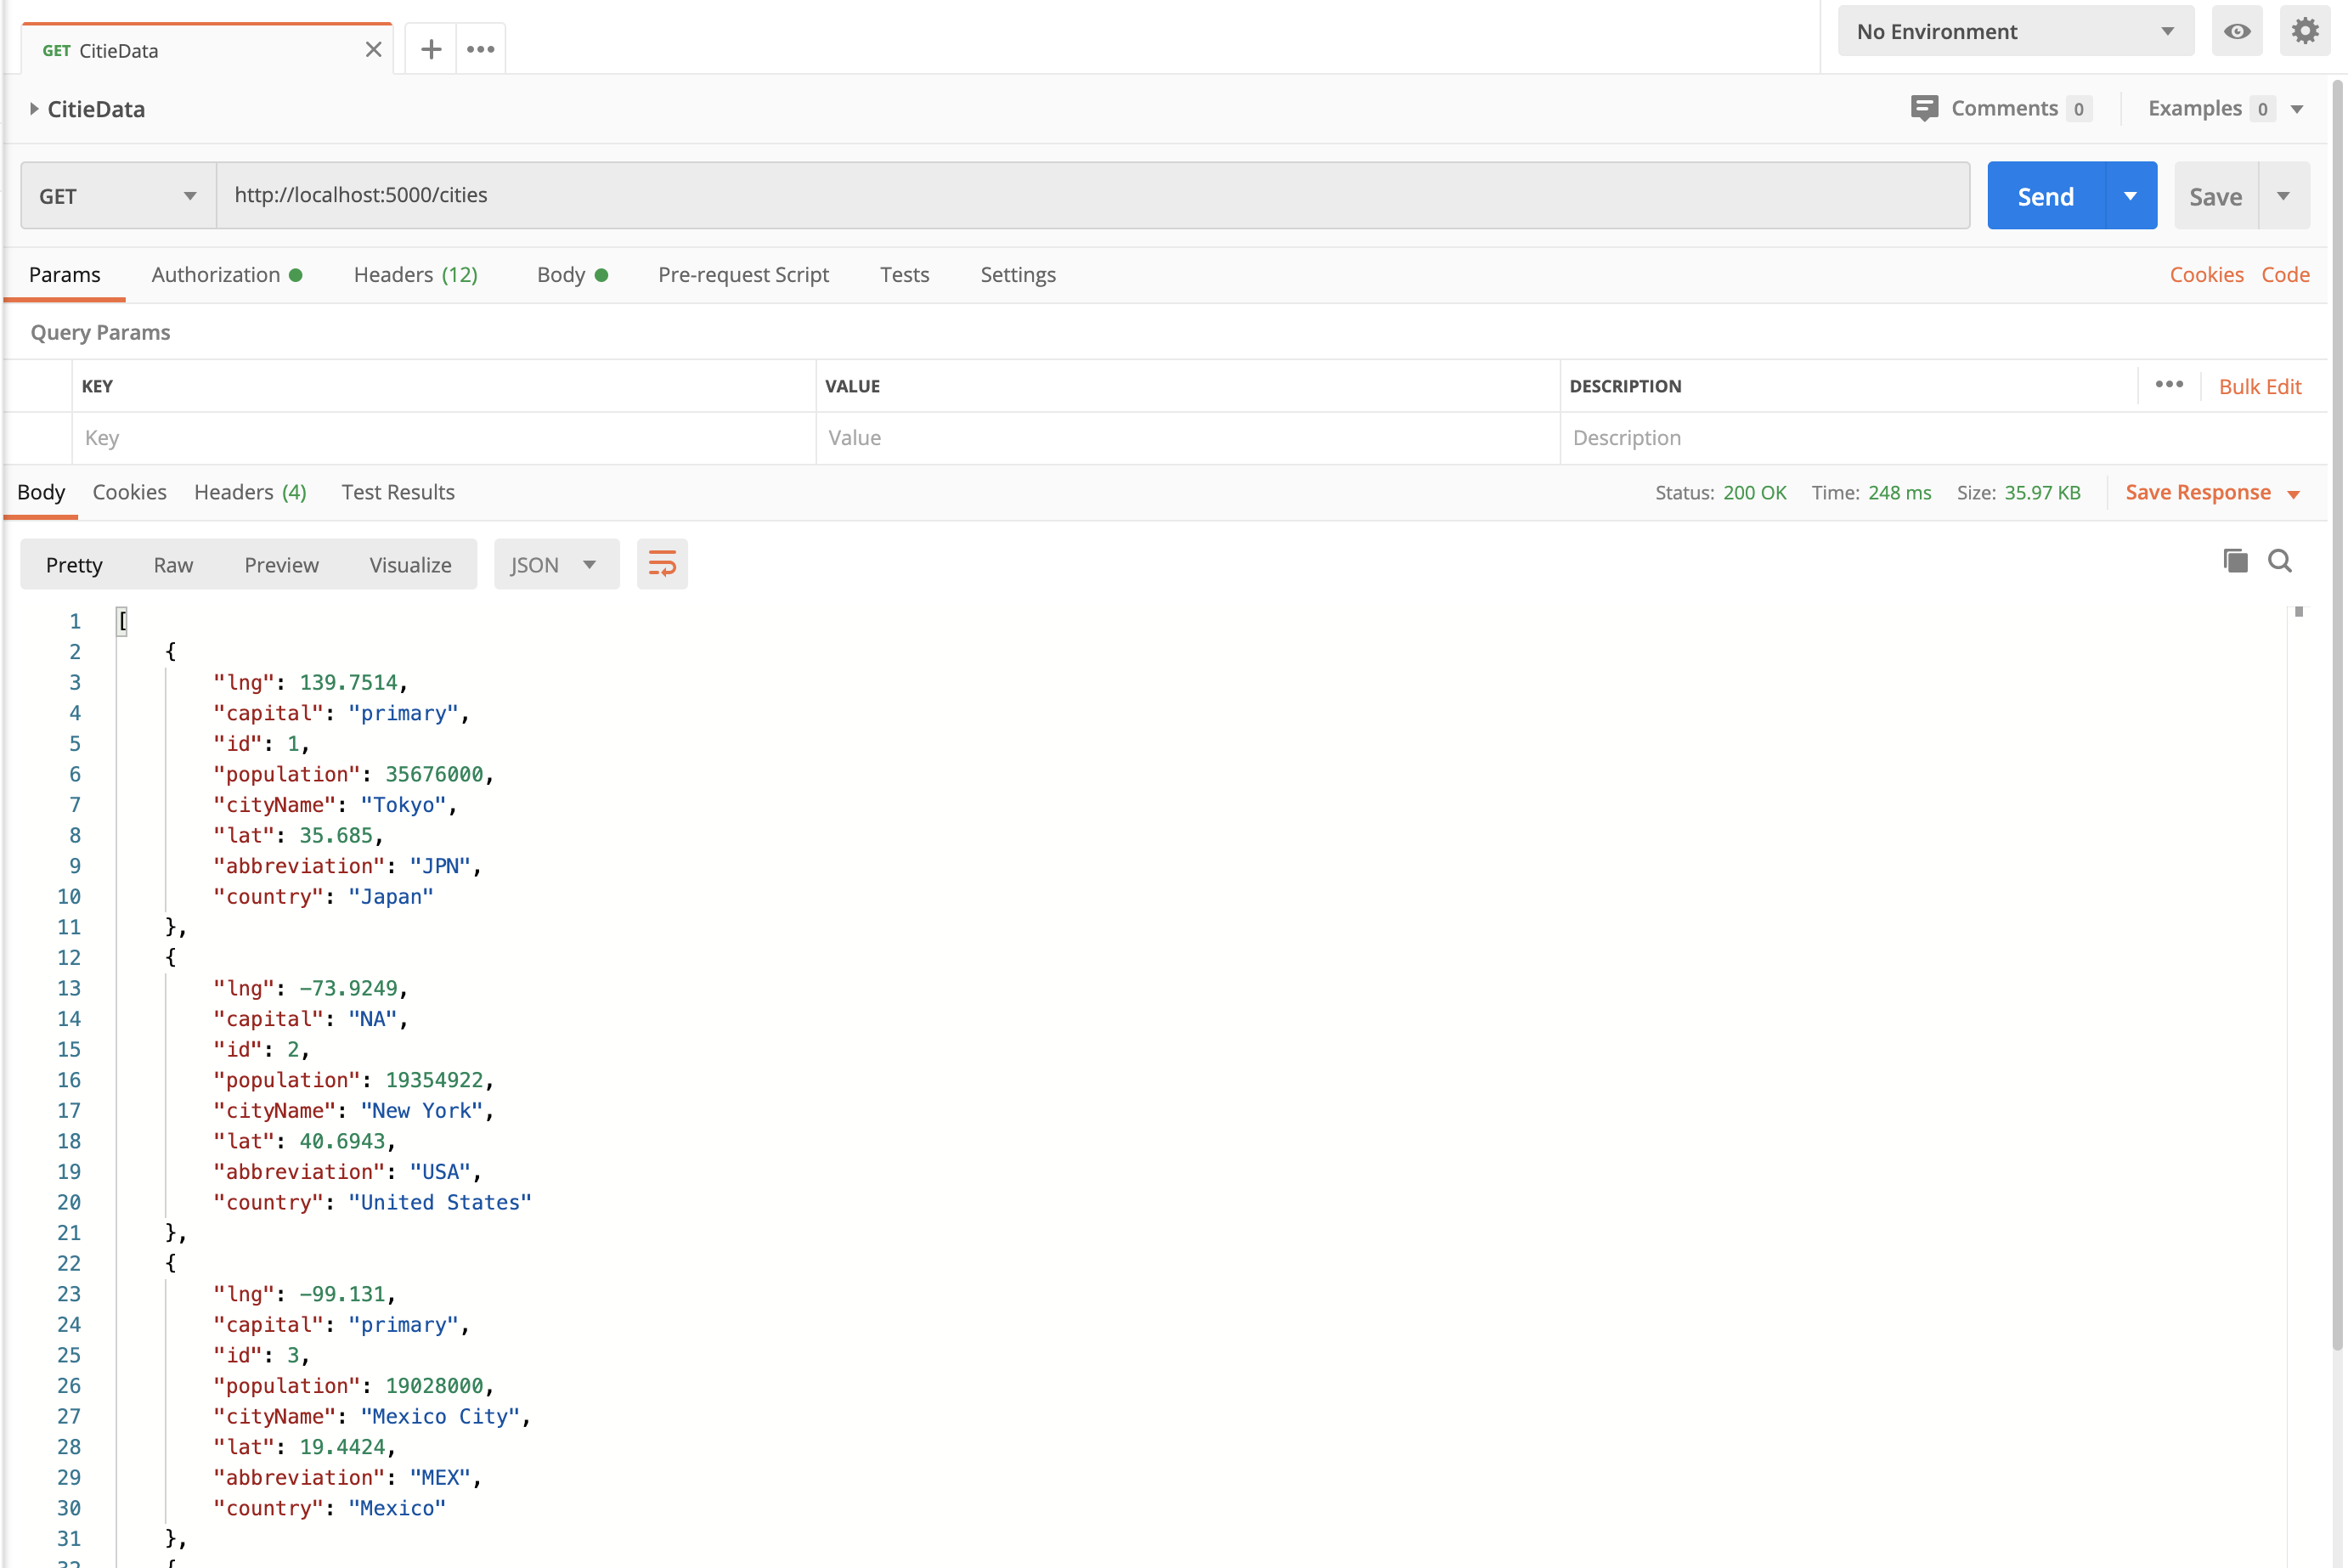 GET CitieData
No Environment
CitieData
Comments 0
Examples 0
GET http://localhost:5000/cities Send Save
Params Authorization Headers (12) Body Pre-request Script Tests Settings Cookies Code
Query Params
KEY VALUE DESCRIPTION Bulk Edit
Key Value Description
Body Cookies Headers (4) Test Results Status: 200 OK Time: 248 ms Size: 35.97 KB Save Response
Pretty Raw Preview Visualize JSON
1 [
2 {
3 "lng": 139.7514,
4 "capital": "primary",
5 "id": 1,
6 "population": 35676000,
7 "cityName": "Tokyo",
8 "lat": 35.685,
9 "abbreviation": "JPN",
10 "country": "Japan"
11 },
12 {
13 "lng": -73.9249,
14 "capital": "NA",
15 "id": 2,
16 "population": 19354922,
17 "cityName": "New York",
18 "lat": 40.6943,
19 "abbreviation": "USA",
20 "country": "United States"
21 },
22 {
23 "lng": -99.131,
24 "capital": "primary",
25 "id": 3,
26 "population": 19028000,
27 "cityName": "Mexico City",
28 "lat": 19.4424,
29 "abbreviation": "MEX",
30 "country": "Mexico"
31 },
32 {